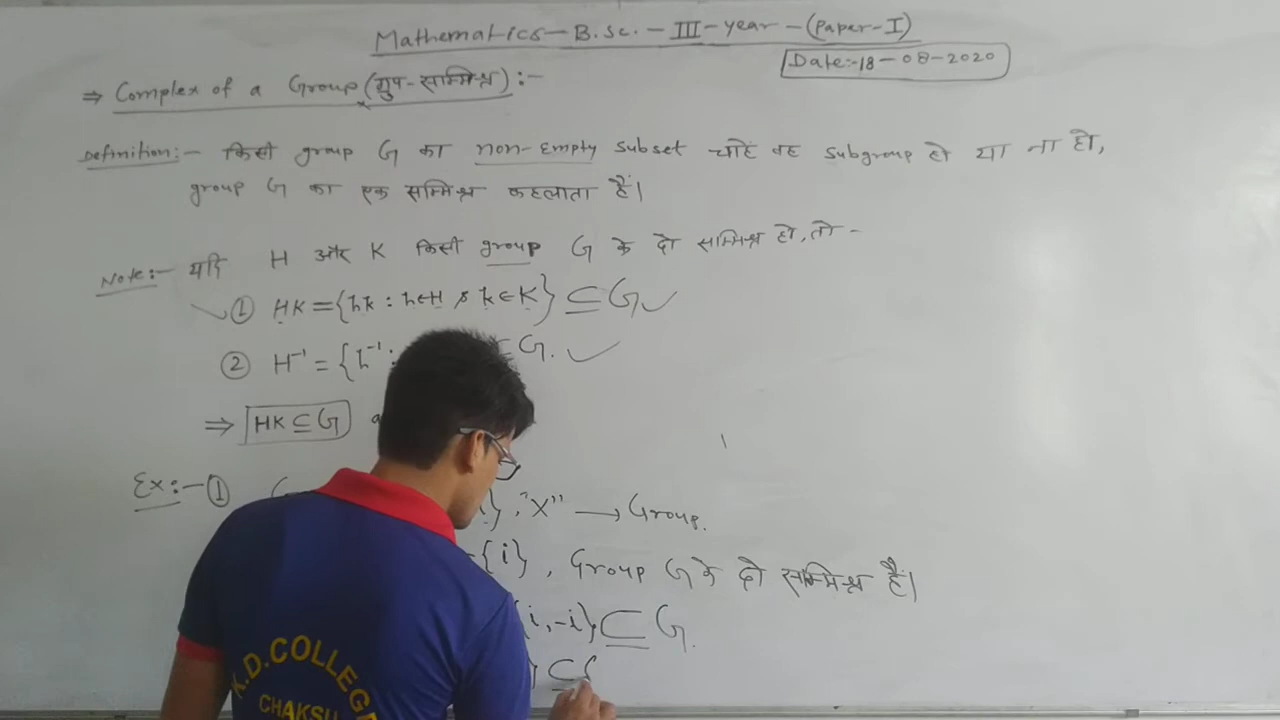 Mathematics - B.Sc. - III - year - (Paper-I)
Date:- 18-08-2020
⇒ Complex of a Group (ग्रुप-सम्मिश्र) :-
Definition:- किसी group G का non-Empty subset चाहे वह subgroup हो या ना हो,
group G का एक सम्मिश्र कहलाता हैं।
Note:- यदि H और K किसी group G के दो सम्मिश्र हो, तो -
① HK = {hk : h∈H & k∈K} ⊆ G ✓
② H⁻¹ = {h⁻¹: G. ✓
⇒ HK ⊆ G
Ex:- ①
}, "X" → Group.
{i}, Group G के दो सम्मिश्र हैं।
{i, -i} ⊆ G.
} ⊆
K.D. COLLEGE
CHAKSU